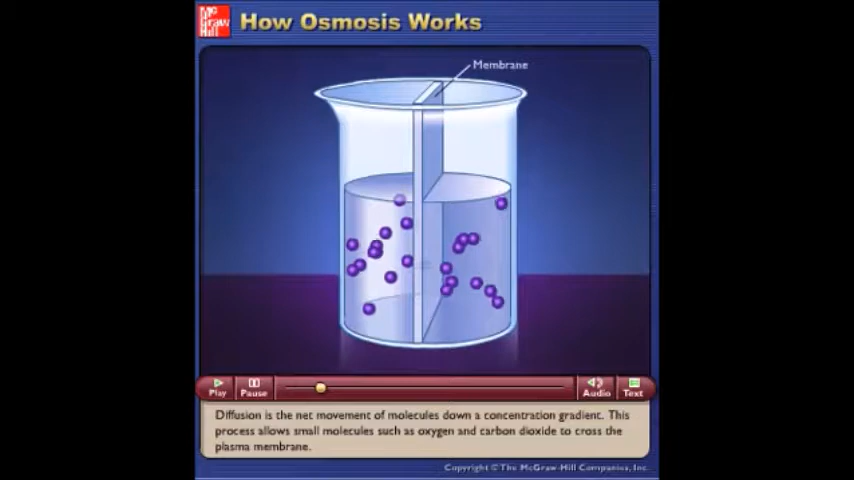 Mc
Graw
Hill
How Osmosis Works
Membrane
Play
Pause
Audio
Text
Diffusion is the net movement of molecules down a concentration gradient. This
process allows small molecules such as oxygen and carbon dioxide to cross the
plasma membrane.
Copyright © The McGraw-Hill Companies, Inc.